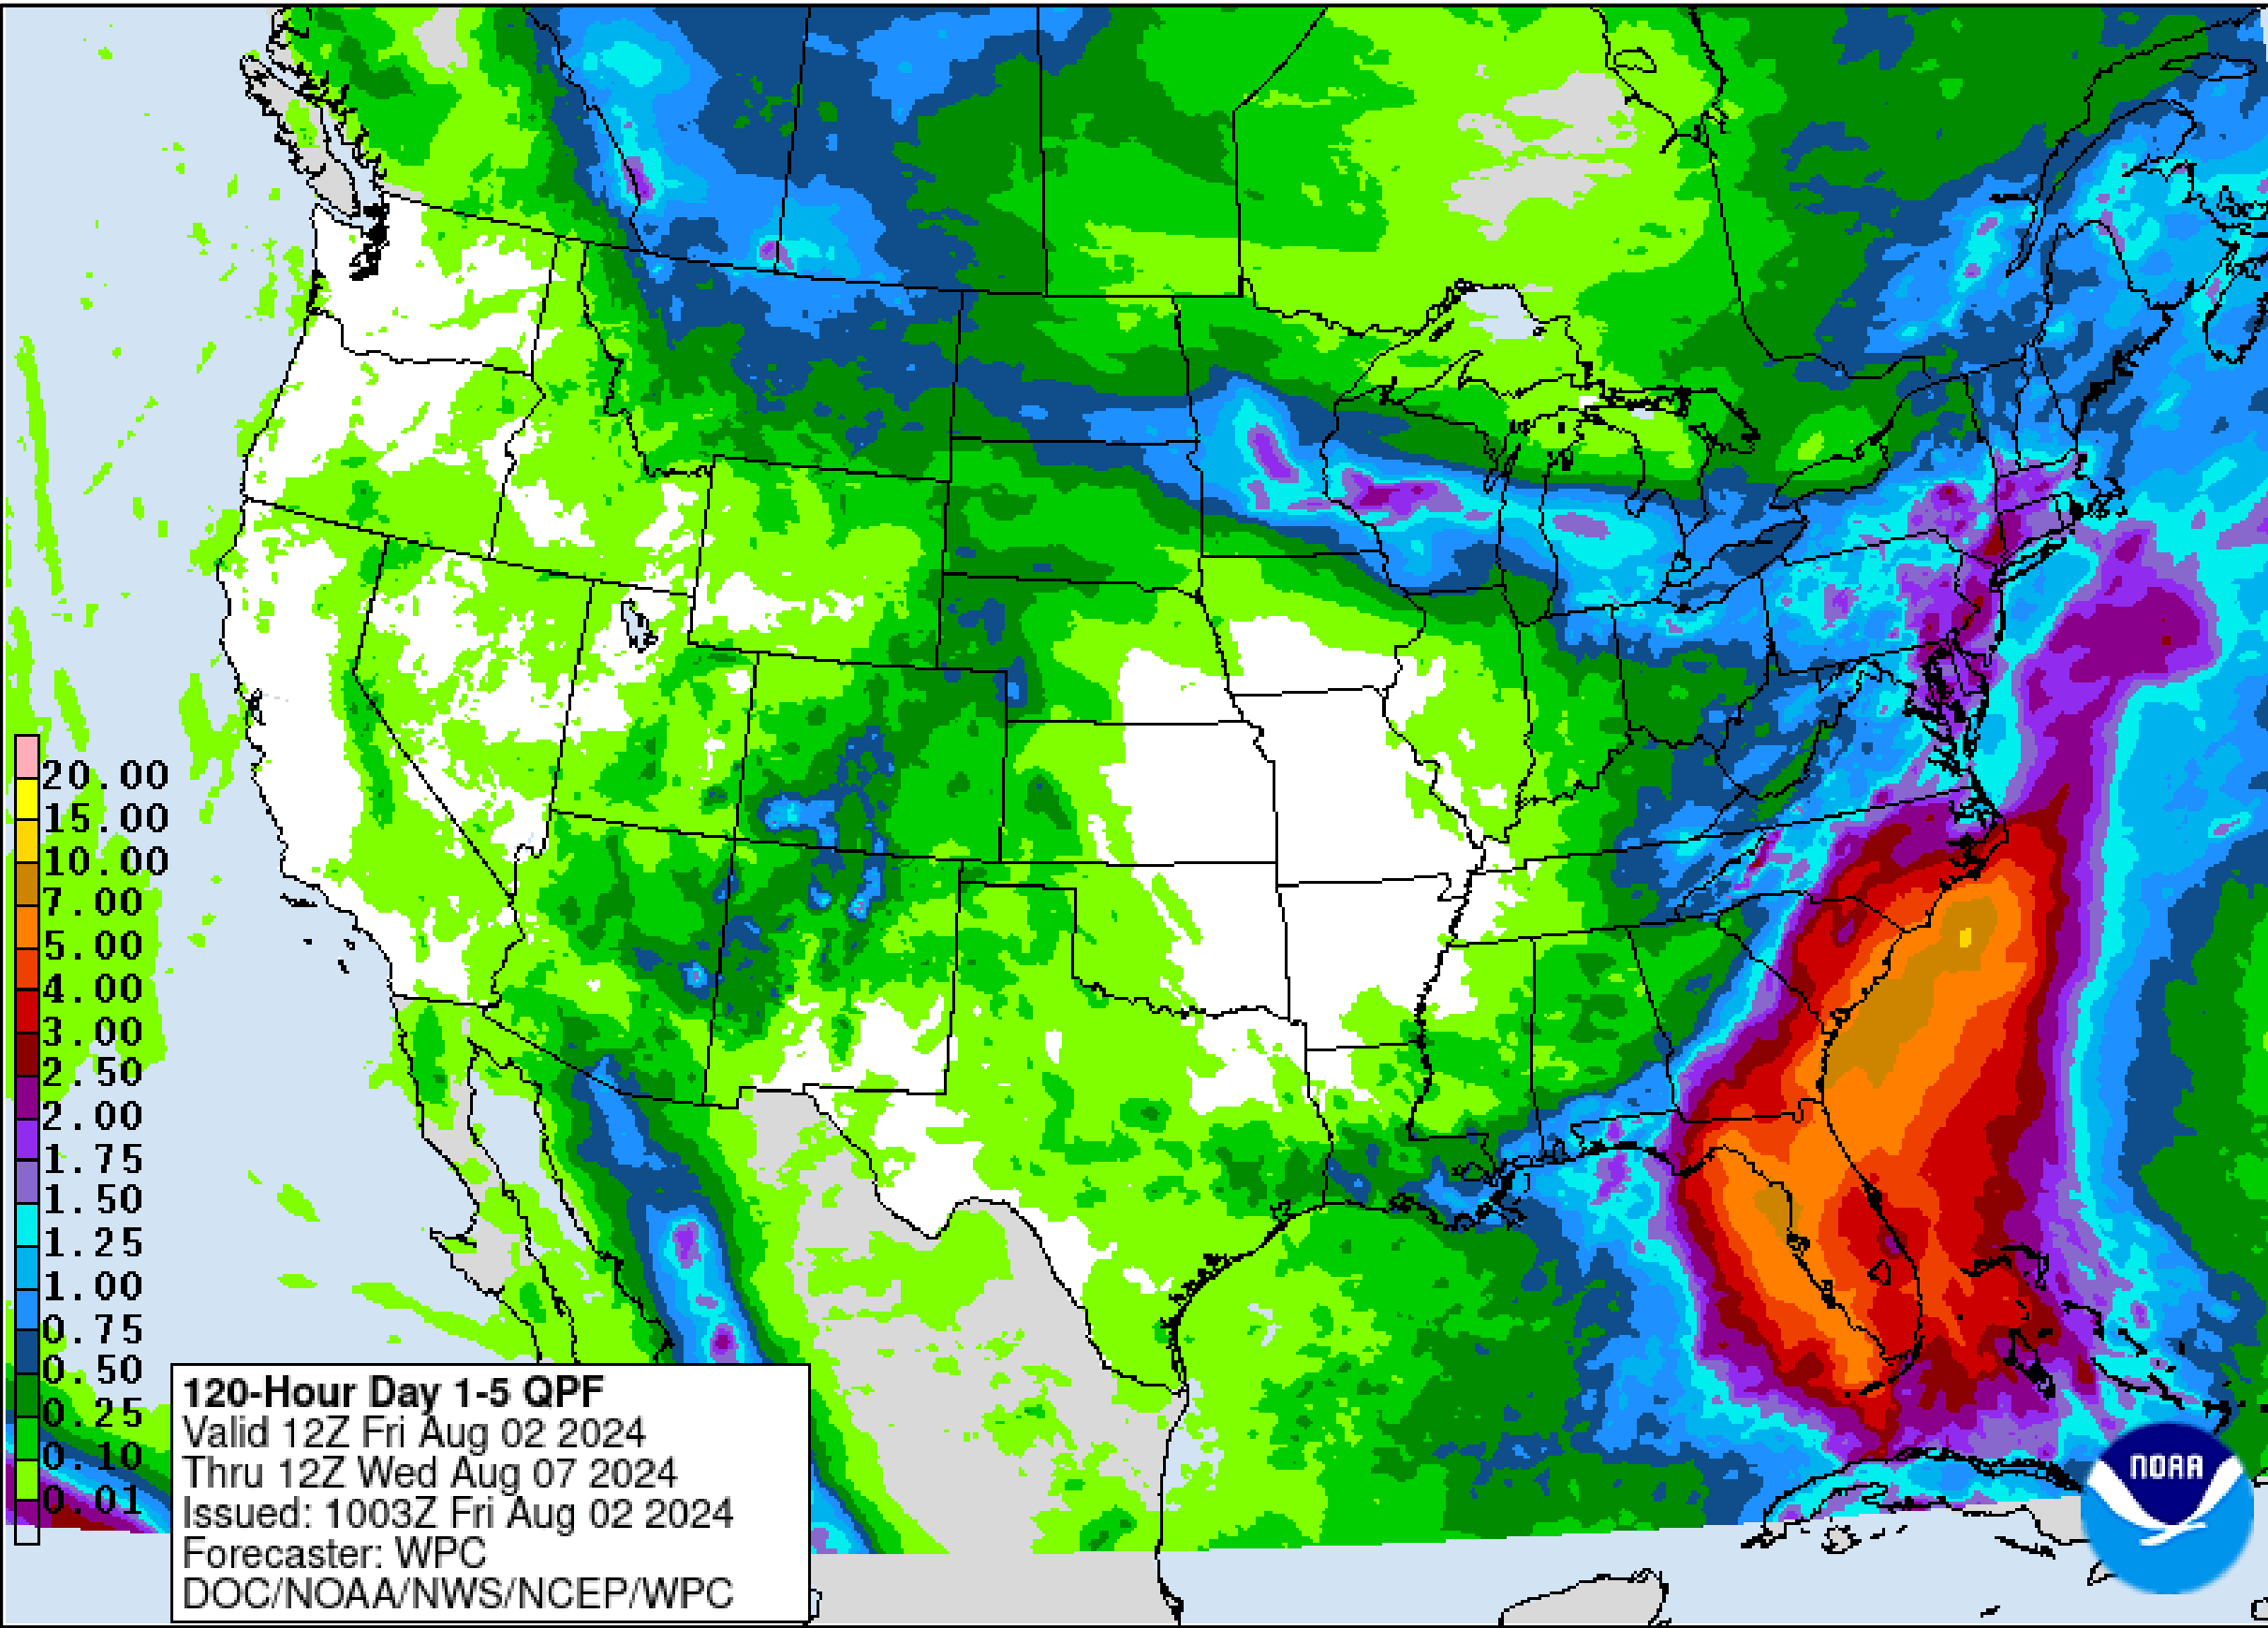 20.00
15.00
10.00
7.00
5.00
4.00
3.00
2.50
2.00
1.75
1.50
1.25
1.00
0.75
0.50
0.25
0.10
0.01
120-Hour Day 1-5 QPF
Valid 12Z Fri Aug 02 2024
Thru 12Z Wed Aug 07 2024
Issued: 1003Z Fri Aug 02 2024
Forecaster: WPC
DOC/NOAA/NWS/NCEP/WPC
NOAA